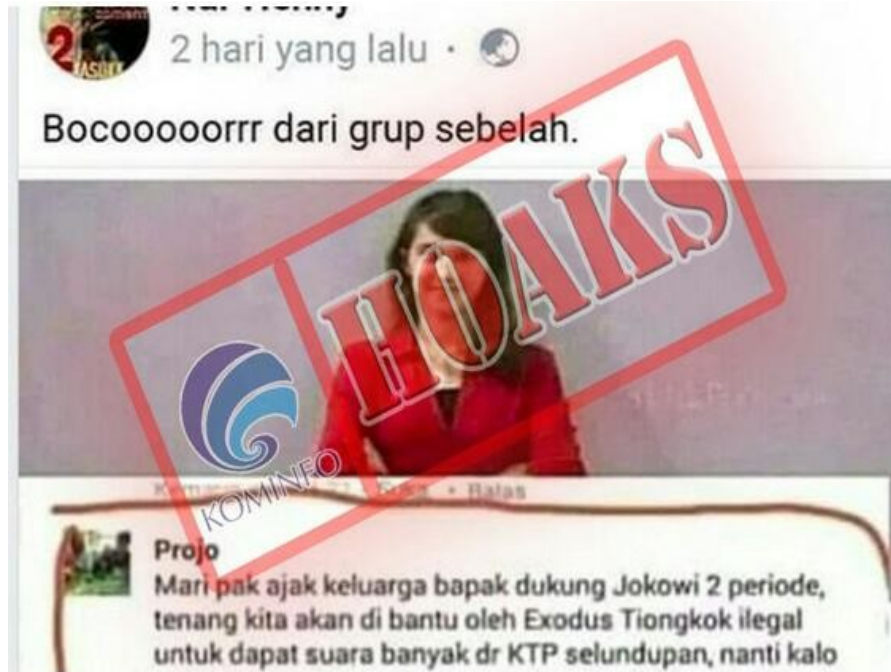 2 hari yang lalu ·
Bocooooorrr dari grup sebelah.
HOAKS
KOMINFO
Suka · Balas
Projo
Mari pak ajak keluarga bapak dukung Jokowi 2 periode,
tenang kita akan di bantu oleh Exodus Tiongkok ilegal
untuk dapat suara banyak dr KTP selundupan, nanti kalo